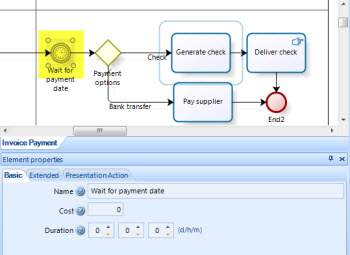 Generate check
Deliver check
Check
Wait for
payment
date
Payment
options
Bank transfer
Pay supplier
End2
Invoice Payment
Element properties
Basic
Extended
Presentation Action
Name
Wait for payment date
Cost
0
Duration
0
0
0
(d/h/m)